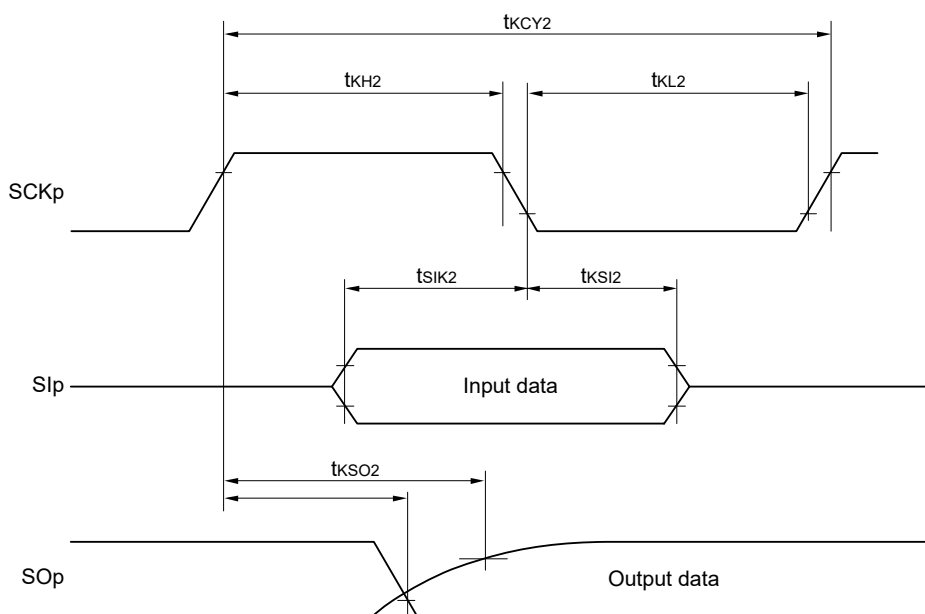 tKCY2
tKH2
tKL2
SCKp
tSIK2
tKSI2
SIp
Input data
tKSO2
SOp
Output data